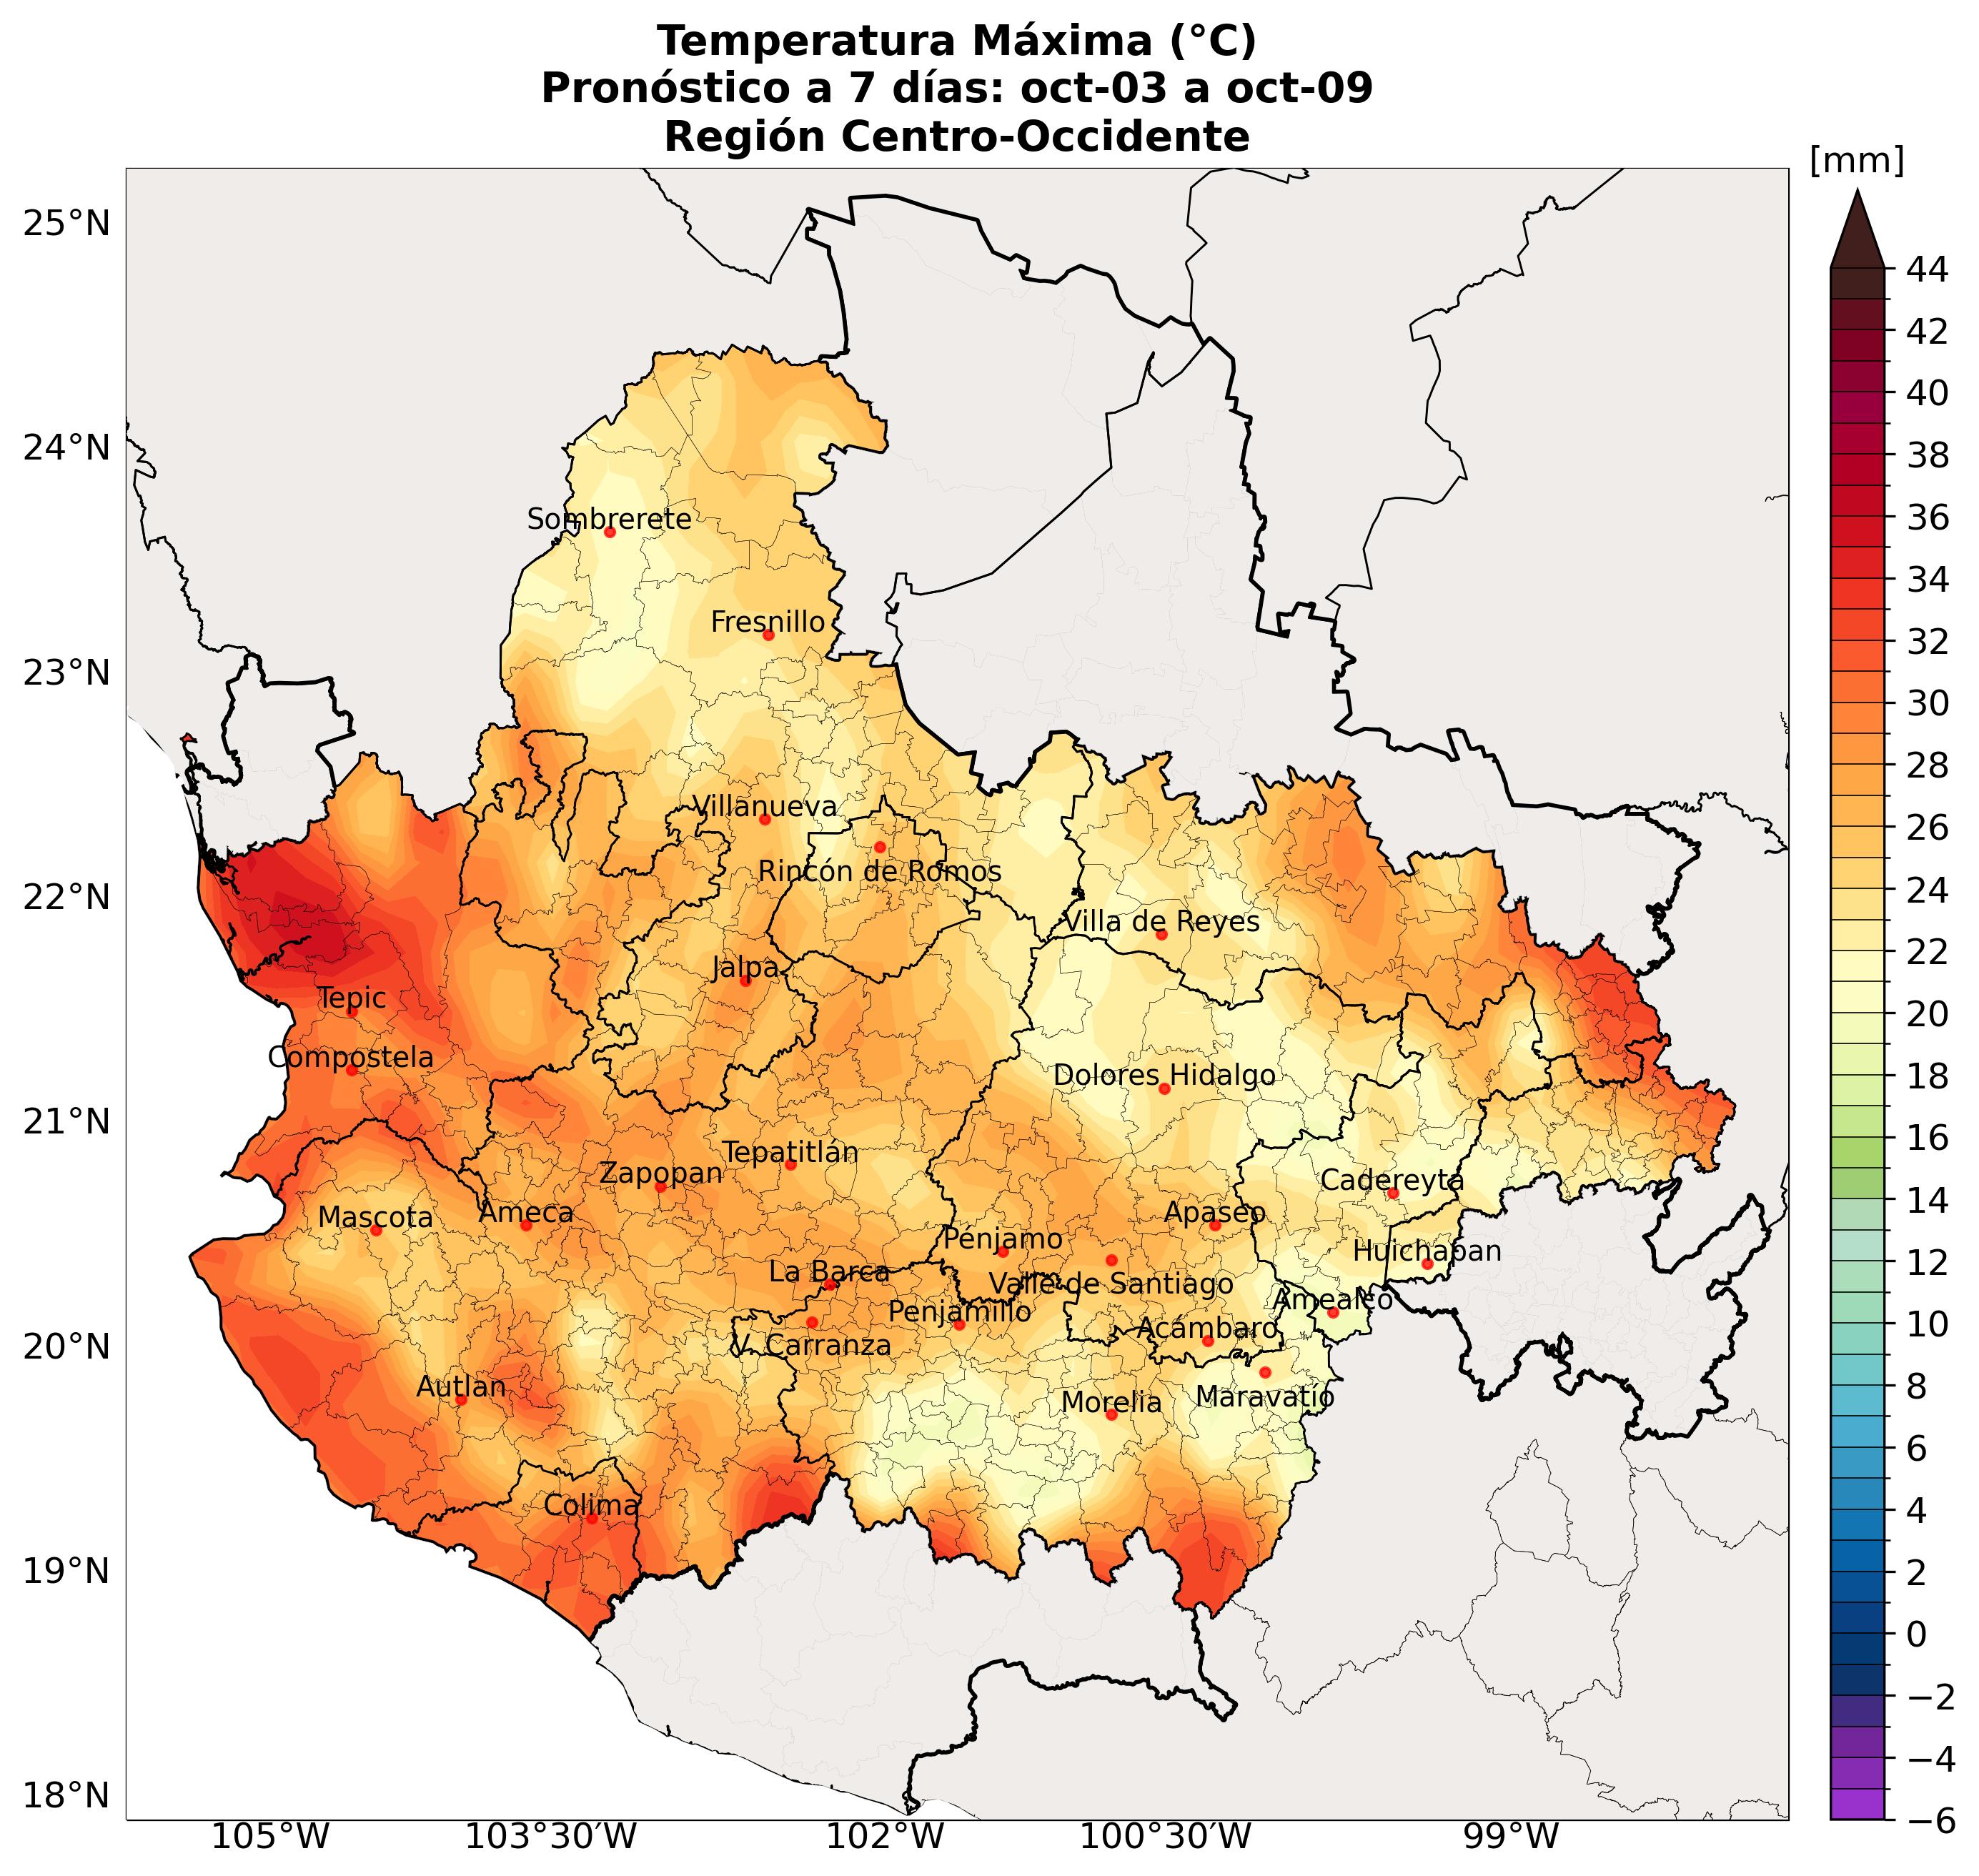 Temperatura Máxima (°C)
Pronóstico a 7 días: oct-03 a oct-09
Región Centro-Occidente
[mm]
25°N
24°N
23°N
22°N
21°N
20°N
19°N
18°N
Sombrerete
Fresnillo
Villanueva
Rincón de Romos
Villa de Reyes
Jalpa
Tepic
Compostela
Dolores Hidalgo
Tepatitlán
Zapopan
Cadereyta
Mascota
Ameca
Apaseo
Pénjamo
Huichapan
La Barca
Valle de Santiago
Penjamillo
Amealco
V. Carranza
Acámbaro
Autlan
Morelia
Maravatío
Colima
105°W
103°30′W
102°W
100°30′W
99°W
44
42
40
38
36
34
32
30
28
26
24
22
20
18
16
14
12
10
8
6
4
2
0
−2
−4
−6